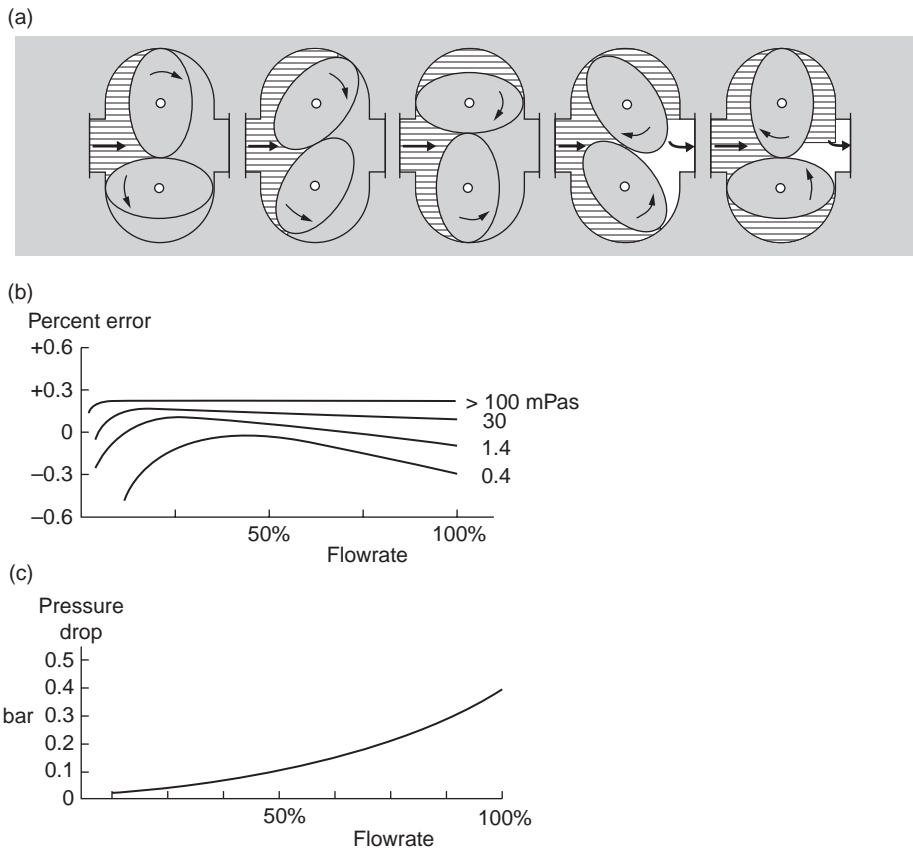 (a)
(b)
Percent error
+0.6
+0.3
0
–0.3
–0.6
> 100 mPas
30
1.4
0.4
50%
100%
Flowrate
(c)
Pressure
drop
bar
0.5
0.4
0.3
0.2
0.1
0
50%
100%
Flowrate